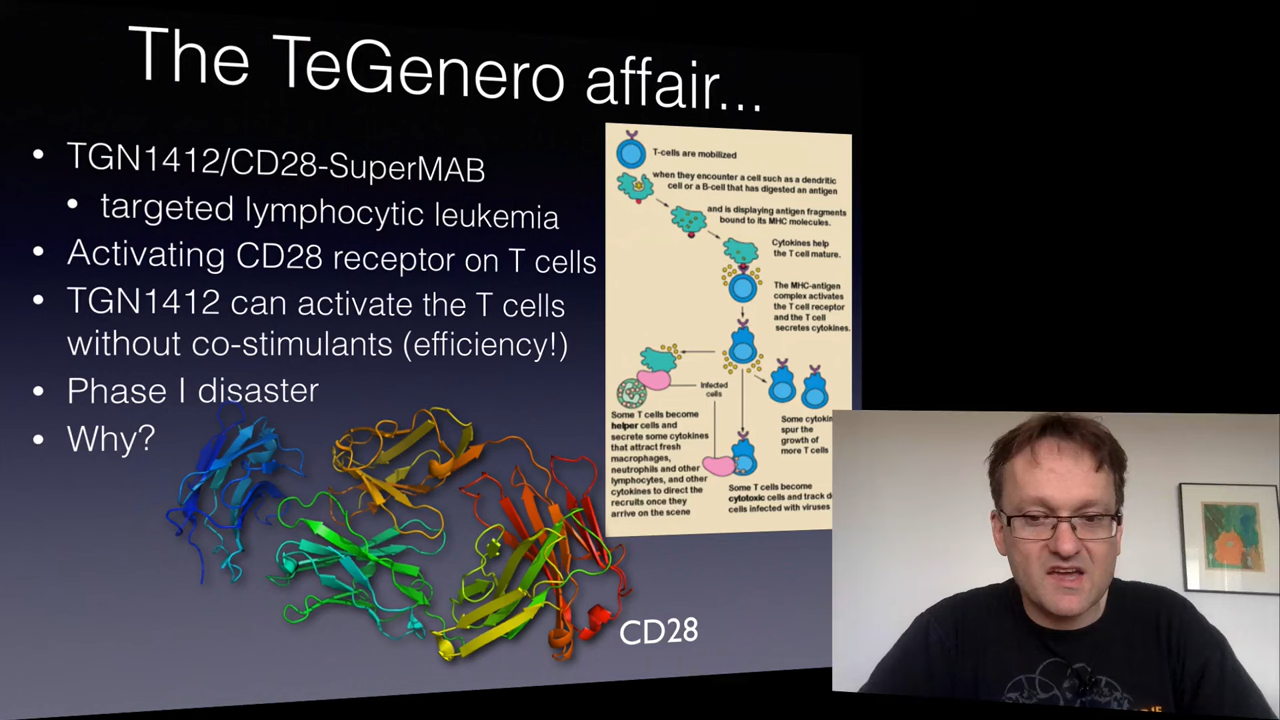 The TeGenero affair...
• TGN1412/CD28-SuperMAB
• targeted lymphocytic leukemia
• Activating CD28 receptor on T cells
• TGN1412 can activate the T cells
without co-stimulants (efficiency!)
• Phase I disaster
• Why?
CD28
T-cells are mobilized
when they encounter a cell such as a dendritic
cell or a B-cell that has digested an antigen
and is displaying antigen fragments
bound to its MHC molecules.
Cytokines help
the T cell mature.
The MHC-antigen
complex activates
the T cell receptor
and the T cell
secretes cytokines.
Infected
cells
Some T cells become
helper cells and
secrete some cytokines
that attract fresh
macrophages,
neutrophils and other
lymphocytes, and other
cytokines to direct the
recruits once they
arrive on the scene
Some
spur the
growth of
more T cells
Some T cells become
cytotoxic cells and track
cells infected with viruses